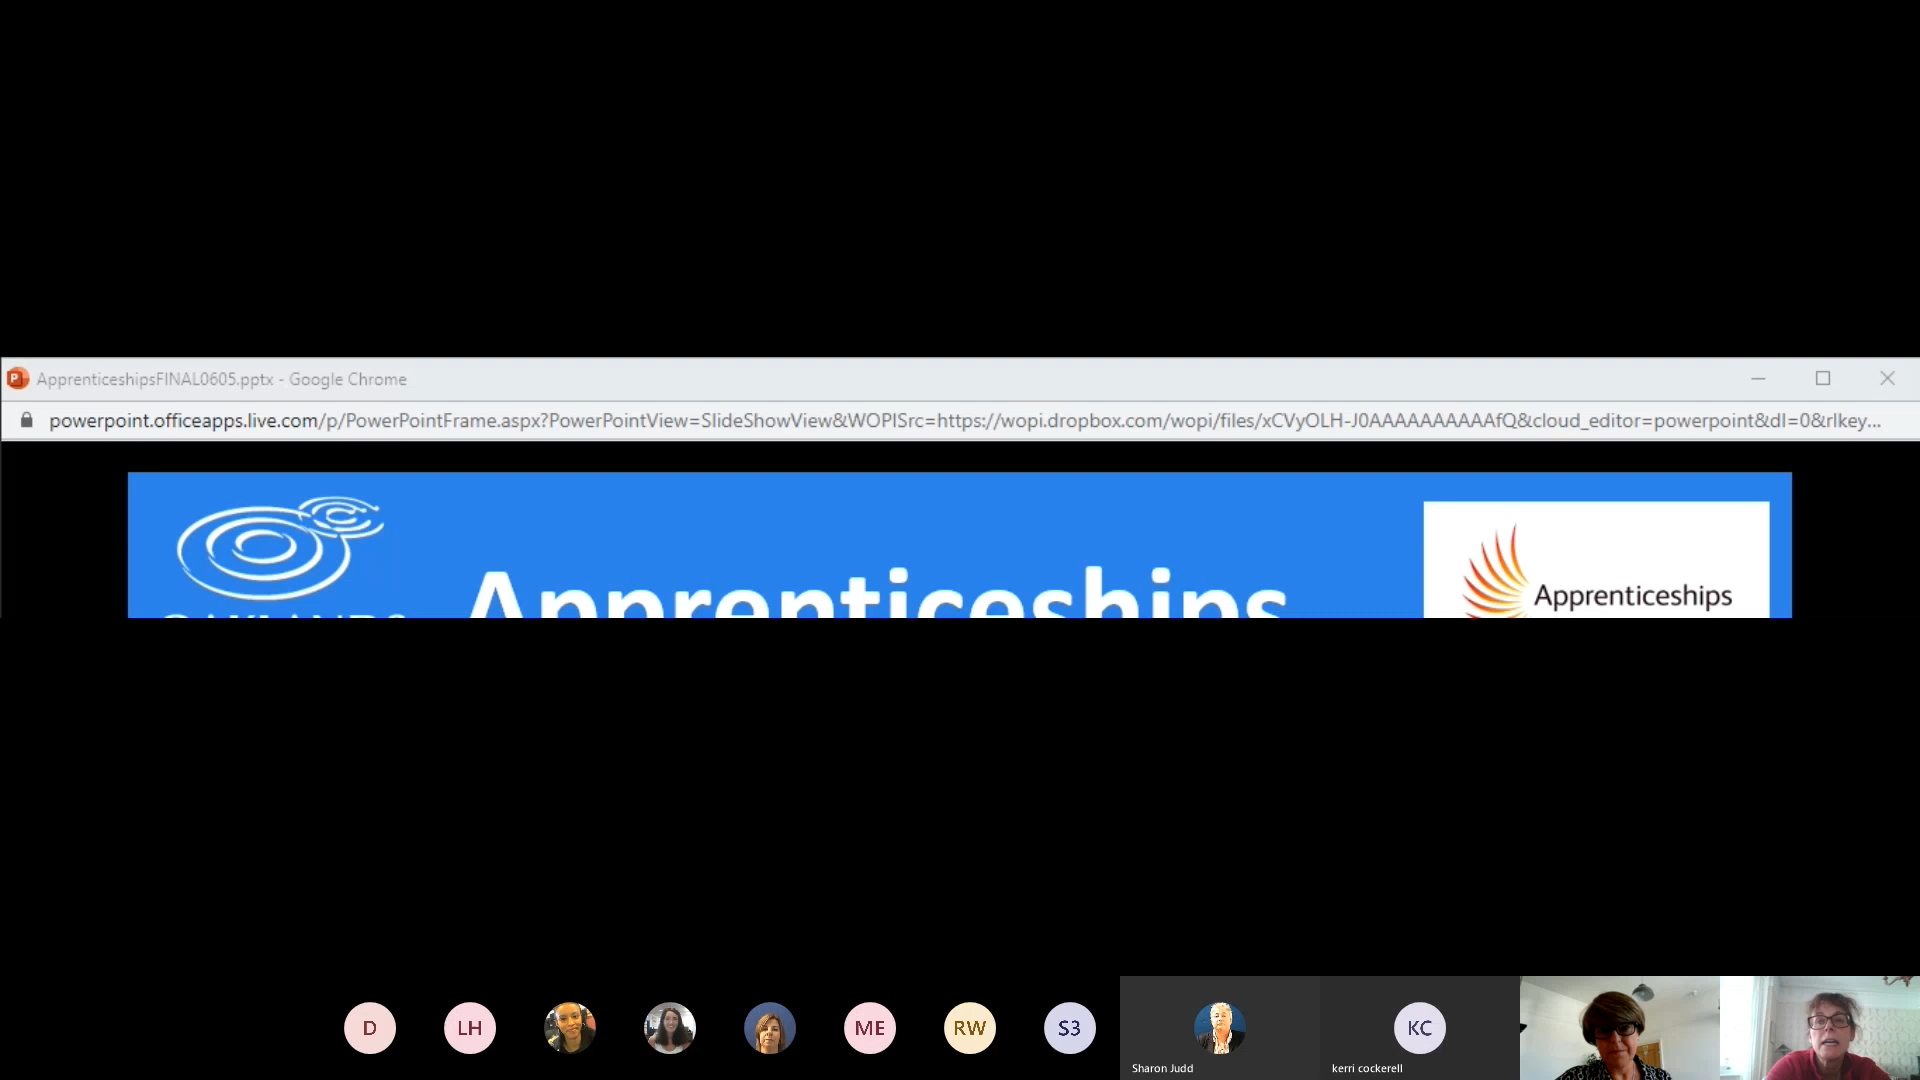 ApprenticeshipsFINAL0605.pptx - Google Chrome
powerpoint.officeapps.live.com/p/PowerPointFrame.aspx?PowerPointView=SlideShowView&WOPISrc=https://wopi.dropbox.com/wopi/files/xCVyOLH-J0AAAAAAAAAAfQ&cloud_editor=powerpoint&dl=0&rlkey...
Apprenticeships
Apprenticeships
D
LH
ME
RW
S3
KC
Sharon Judd
kerri cockerell